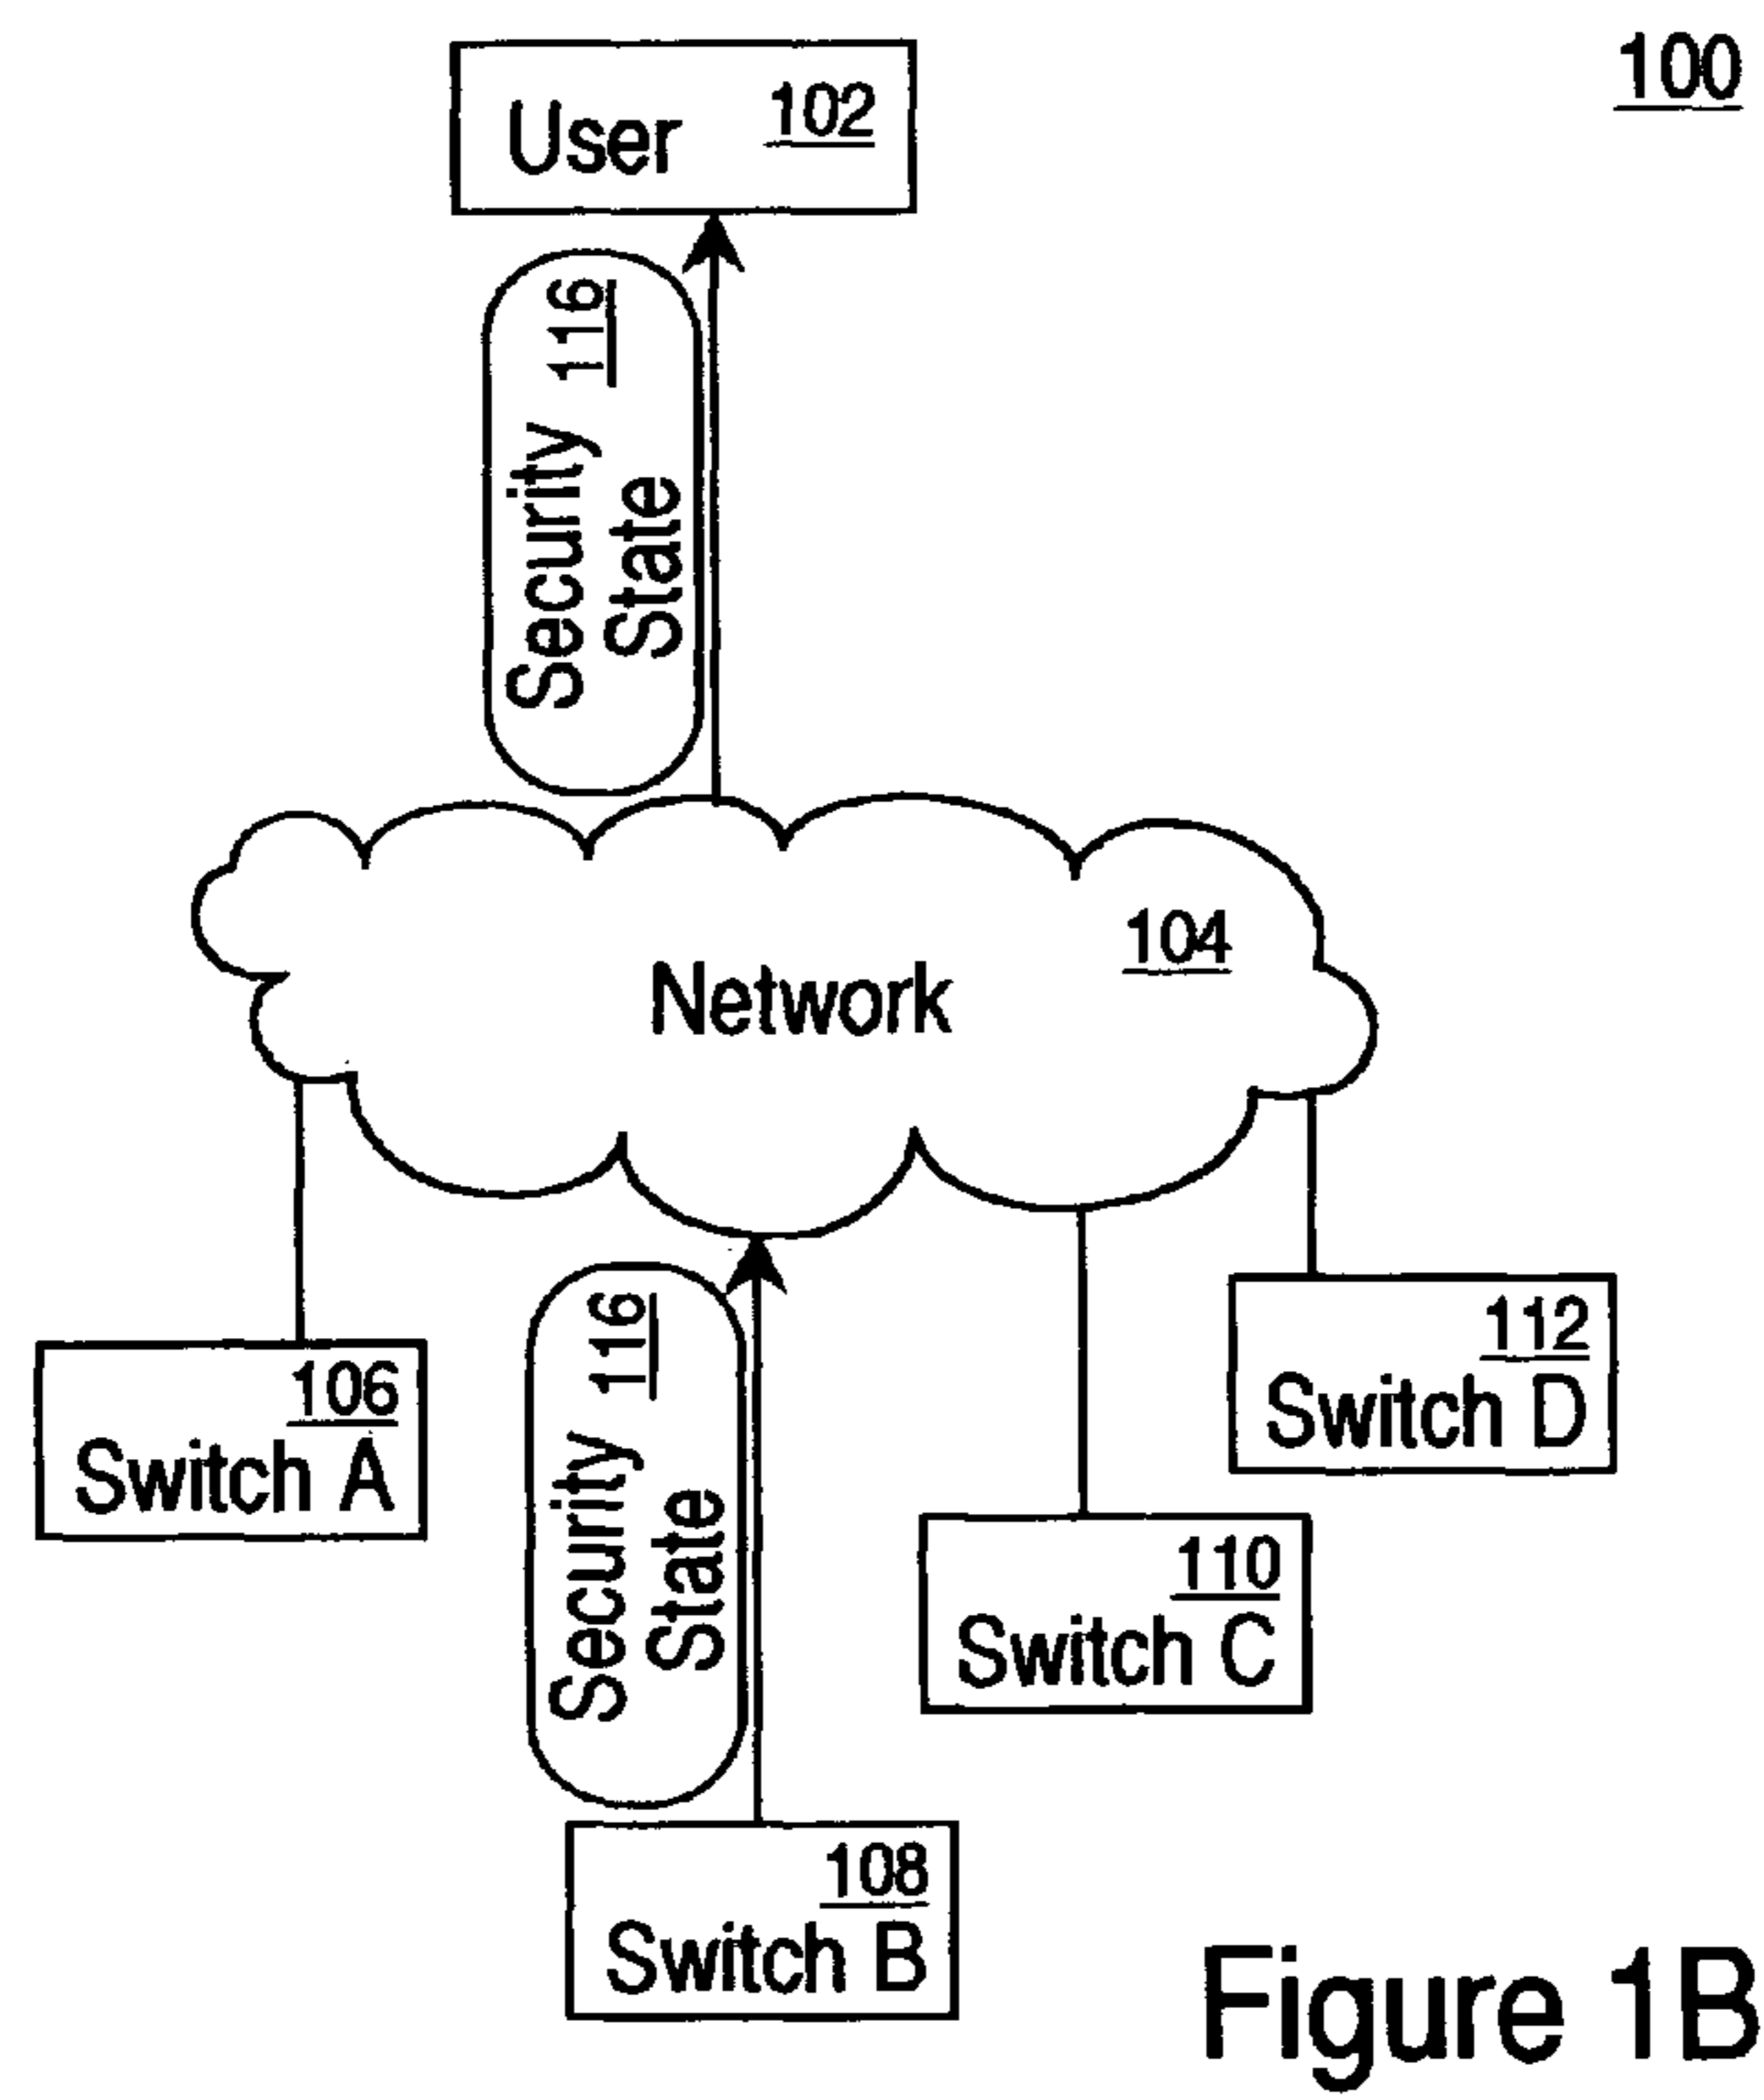 100
102
User
116
Security
State
104
Network
116
Security
State
106
Switch A
112
Switch D
110
Switch C
108
Switch B
Figure 1B